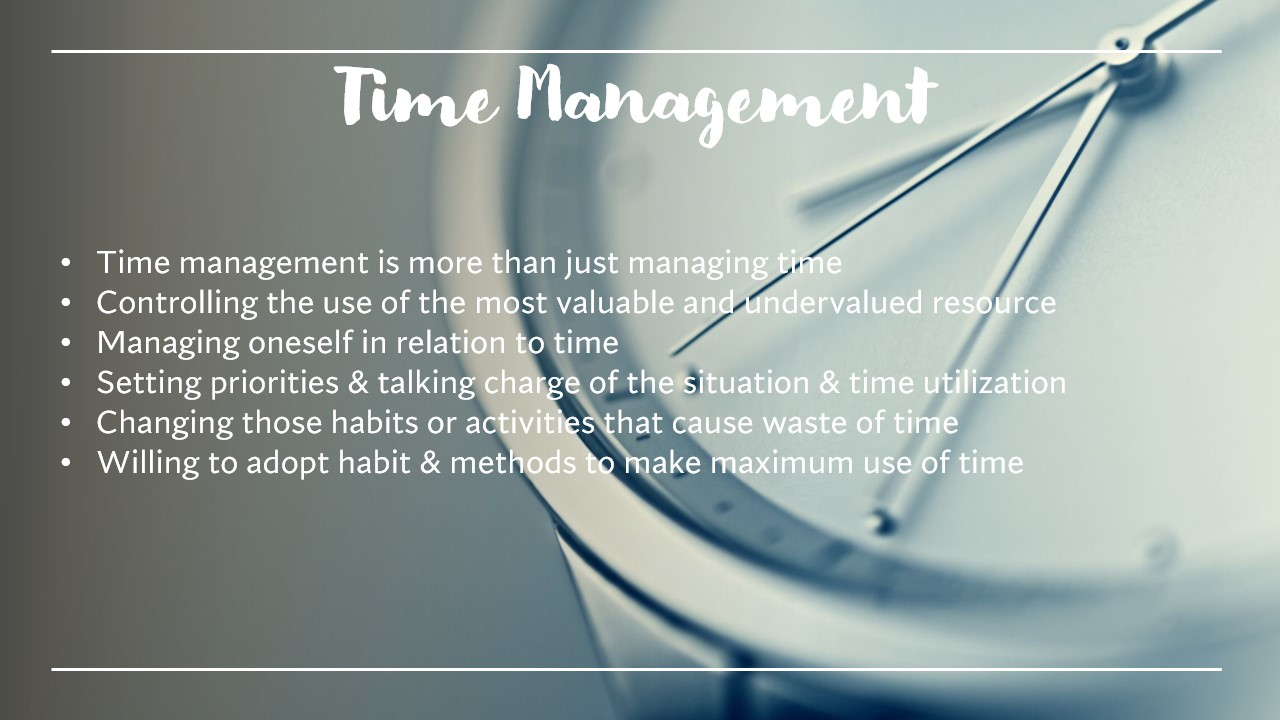 Time Management
• Time management is more than just managing time
• Controlling the use of the most valuable and undervalued resource
• Managing oneself in relation to time
• Setting priorities & talking charge of the situation & time utilization
• Changing those habits or activities that cause waste of time
• Willing to adopt habit & methods to make maximum use of time